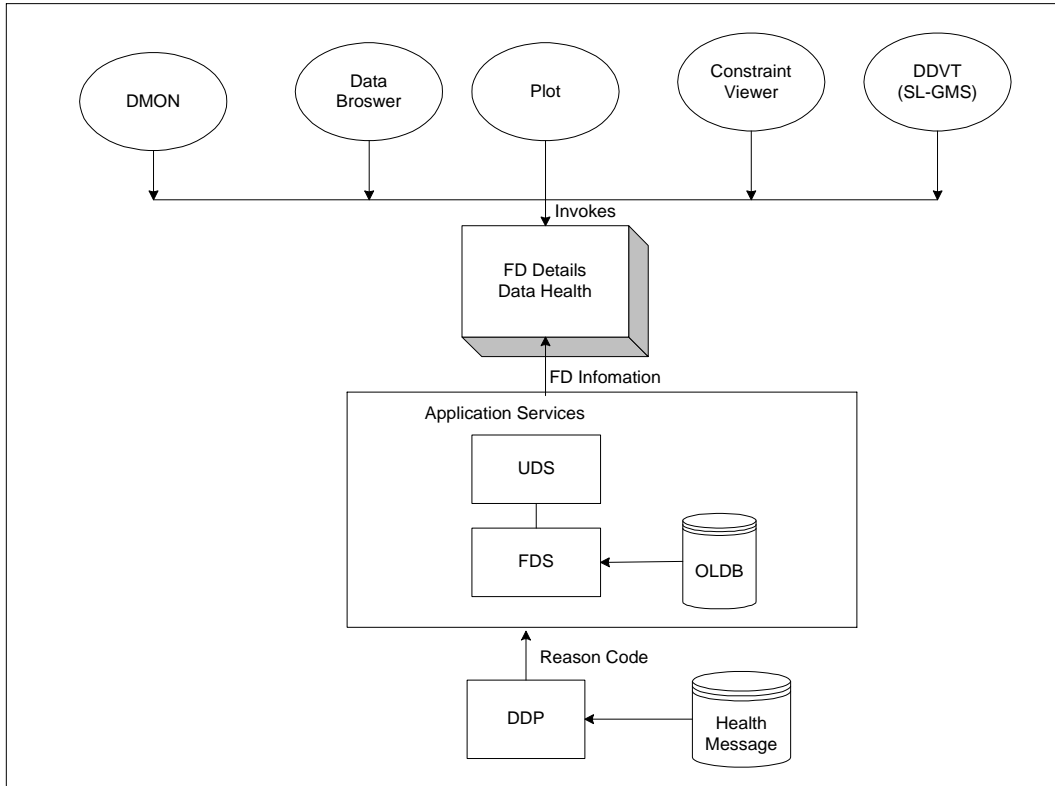 DMON
Data
Broswer
Plot
Constraint
Viewer
DDVT
(SL-GMS)
Invokes
FD Details
Data Health
FD Infomation
Application Services
UDS
FDS
OLDB
Reason Code
DDP
Health
Message